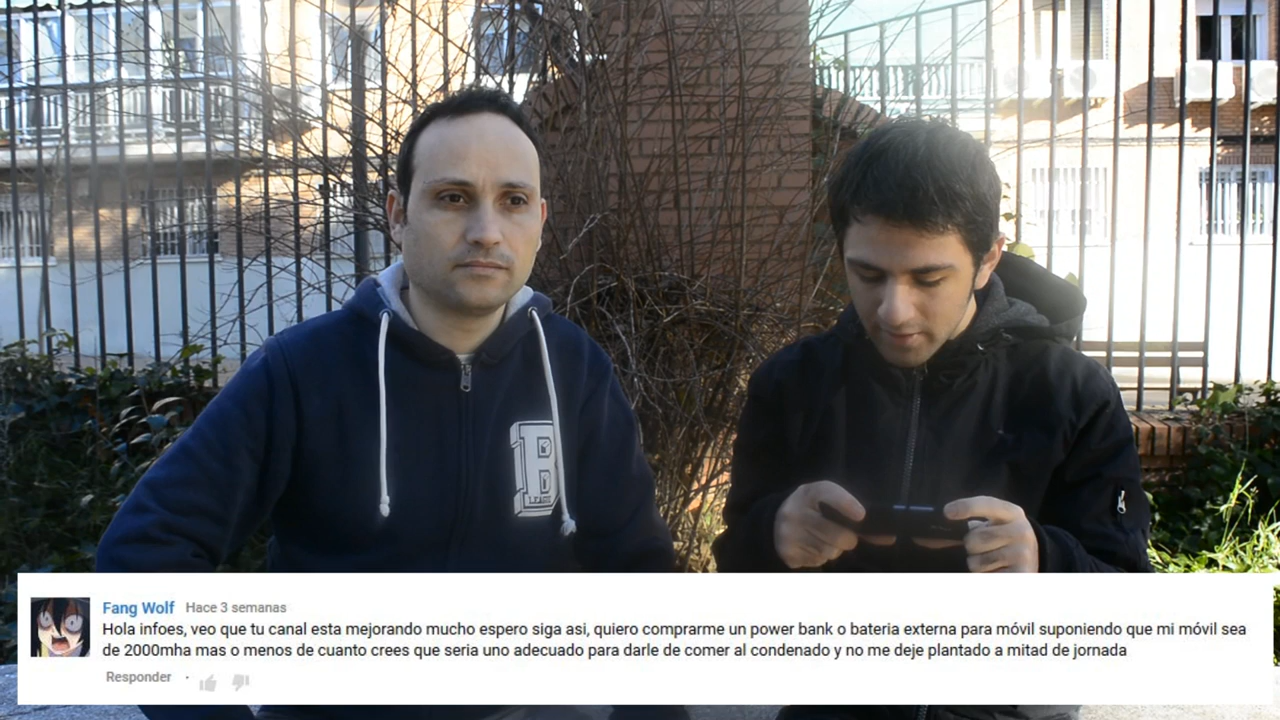 B
LEAGUE
Fang Wolf Hace 3 semanas
Hola infoes, veo que tu canal esta mejorando mucho espero siga asi, quiero comprarme un power bank o bateria externa para móvil suponiendo que mi móvil sea
de 2000mha mas o menos de cuanto crees que seria uno adecuado para darle de comer al condenado y no me deje plantado a mitad de jornada
Responder ·